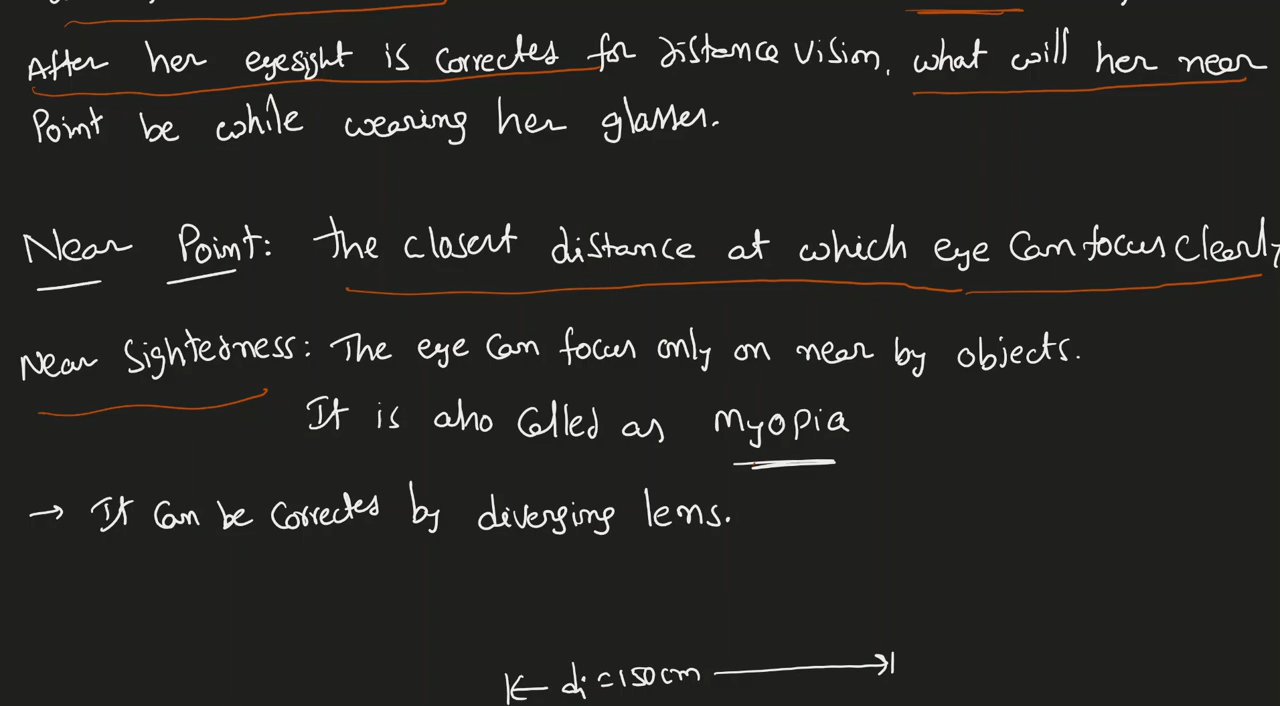 After her eyesight is correctes for distance vision, what will her near
Point be while wearing her glasses.
Near Point: the closert distance at which eye Can focus clearly
Near Sightedness: The eye can focus only on near by objects.
It is also called as Myopia
→ It can be correctes by diverging lens.
di = 150 cm